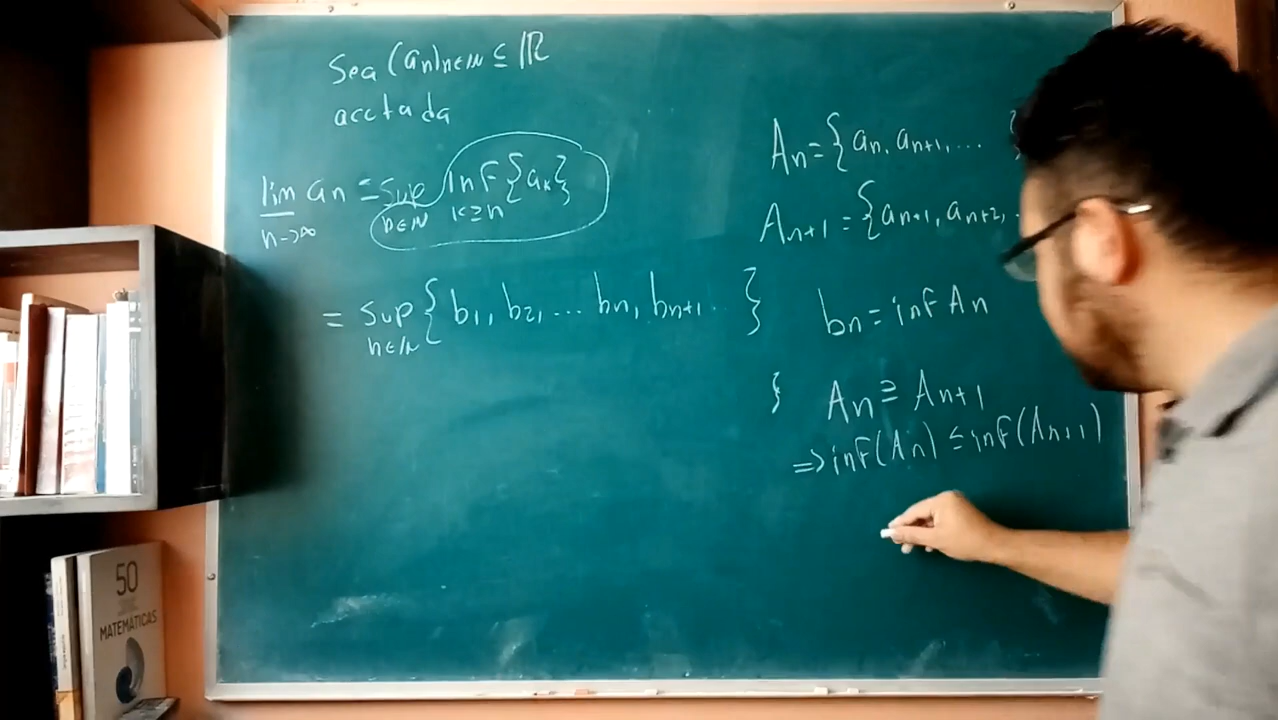 Sea (an)n∈ℕ ⊆ ℝ
acotada
lim an = sup inf {ak}
n→∞ n∈ℕ k≥n
= sup { b1, b2, ... bn, bn+1 .. }
n∈ℕ
An = { an, an+1, ... }
An+1 = { an+1, an+2, .
bn = inf An
} An ⊇ An+1
⇒ inf(An) ≤ inf(An+1)
50
MATEMÁTICAS